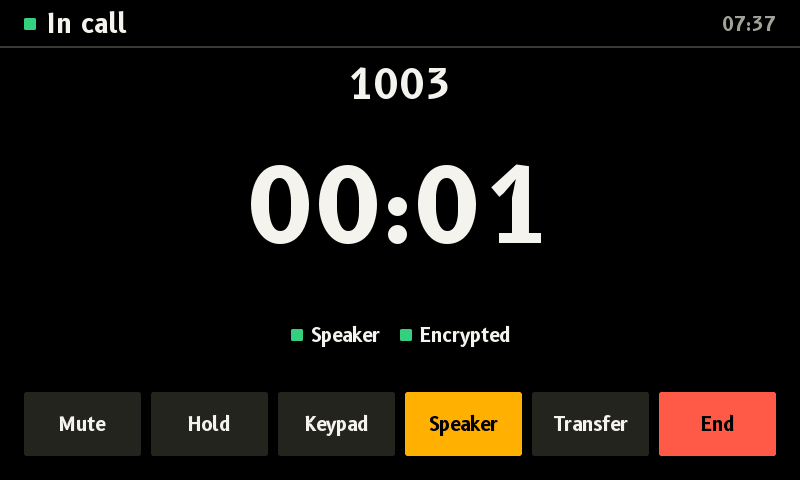 In call 07:37
1003
00:01
Speaker Encrypted
Mute Hold Keypad Speaker Transfer End